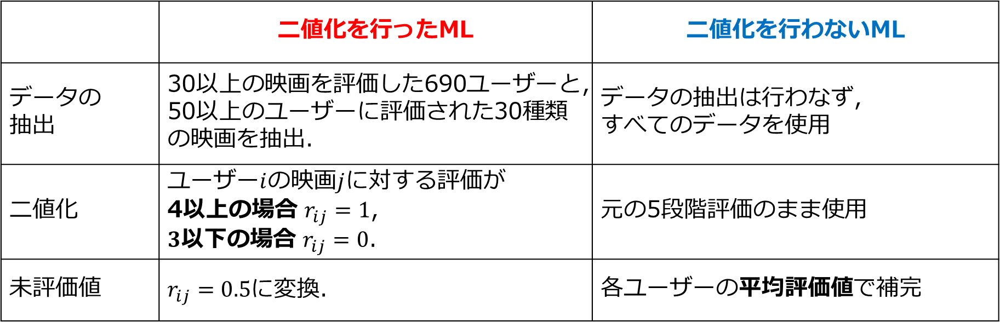 二値化を行ったML
二値化を行わないML
データの
抽出
30以上の映画を評価した690ユーザーと,
50以上のユーザーに評価された30種類
の映画を抽出.
データの抽出は行わなず,
すべてのデータを使用
二値化
ユーザーiの映画jに対する評価が
4以上の場合 r_{ij} = 1,
3以下の場合 r_{ij} = 0.
元の5段階評価のまま使用
未評価値
r_{ij} = 0.5に変換.
各ユーザーの平均評価値で補完